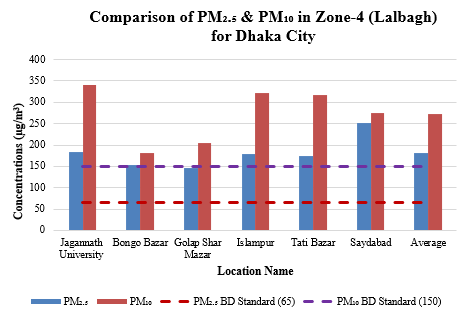 Comparison of PM₂.₅ & PM₁₀ in Zone-4 (Lalbagh)
for Dhaka City
Concentrations (µg/m³)
400
350
300
250
200
150
100
50
0
Jagannath University
Bongo Bazar
Golap Shar Mazar
Islampur
Tati Bazar
Saydabad
Average
Location Name
PM₂.₅
PM₁₀
PM₂.₅ BD Standard (65)
PM₁₀ BD Standard (150)